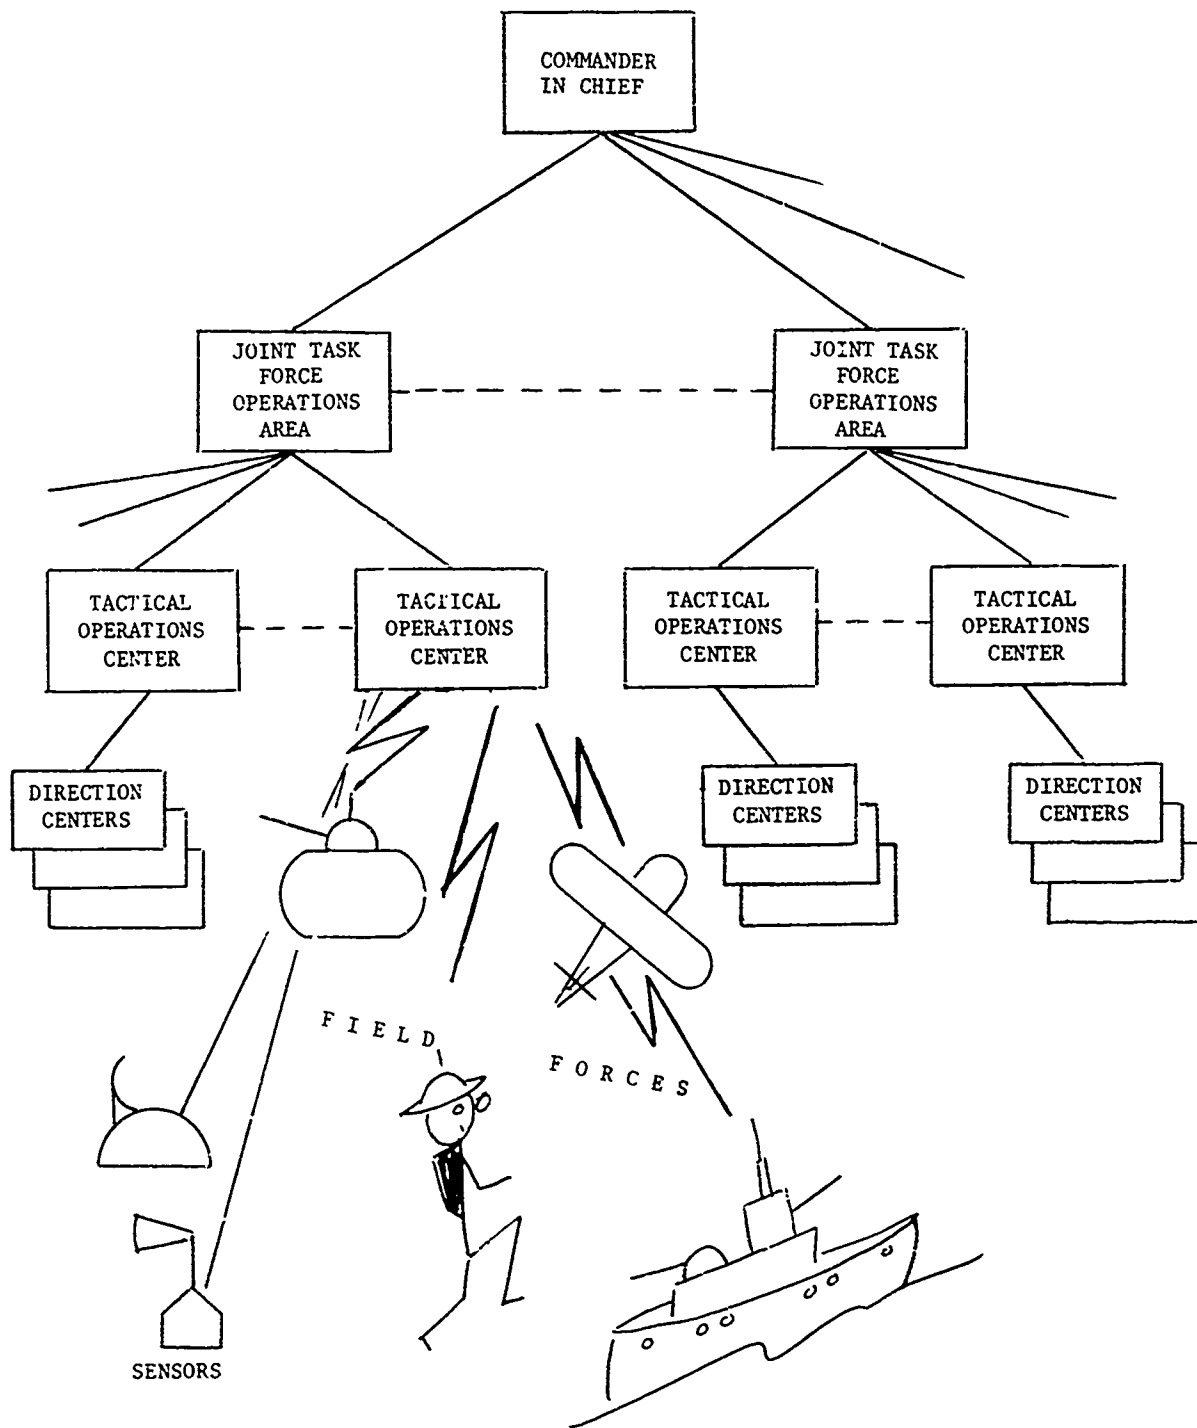 COMMANDER
IN CHIEF
JOINT TASK
FORCE
OPERATIONS
AREA
JOINT TASK
FORCE
OPERATIONS
AREA
TACTICAL
OPERATIONS
CENTER
TACTICAL
OPERATIONS
CENTER
TACTICAL
OPERATIONS
CENTER
TACTICAL
OPERATIONS
CENTER
DIRECTION
CENTERS
DIRECTION
CENTERS
DIRECTION
CENTERS
FIELD
FORCES
SENSORS